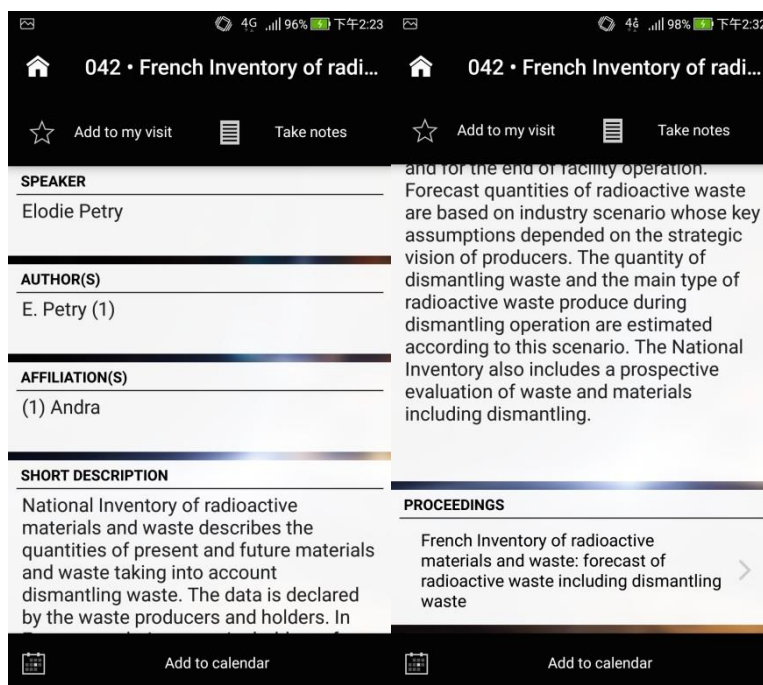 4G 96% 下午2:23
042 • French Inventory of radi...
Add to my visit
Take notes
SPEAKER
Elodie Petry
AUTHOR(S)
E. Petry (1)
AFFILIATION(S)
(1) Andra
SHORT DESCRIPTION
National Inventory of radioactive
materials and waste describes the
quantities of present and future materials
and waste taking into account
dismantling waste. The data is declared
by the waste producers and holders. In
Add to calendar
4G 98% 下午2:32
042 • French Inventory of radi...
Add to my visit
Take notes
and for the end of facility operation.
Forecast quantities of radioactive waste
are based on industry scenario whose key
assumptions depended on the strategic
vision of producers. The quantity of
dismantling waste and the main type of
radioactive waste produce during
dismantling operation are estimated
according to this scenario. The National
Inventory also includes a prospective
evaluation of waste and materials
including dismantling.
PROCEEDINGS
French Inventory of radioactive
materials and waste: forecast of
radioactive waste including dismantling
waste
Add to calendar